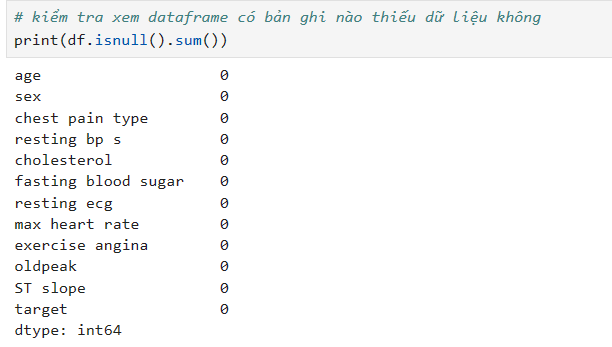 # kiểm tra xem dataframe có bản ghi nào thiếu dữ liệu không
print(df.isnull().sum())
age                    0
sex                    0
chest pain type        0
resting bp s           0
cholesterol            0
fasting blood sugar    0
resting ecg            0
max heart rate         0
exercise angina        0
oldpeak                0
ST slope               0
target                 0
dtype: int64